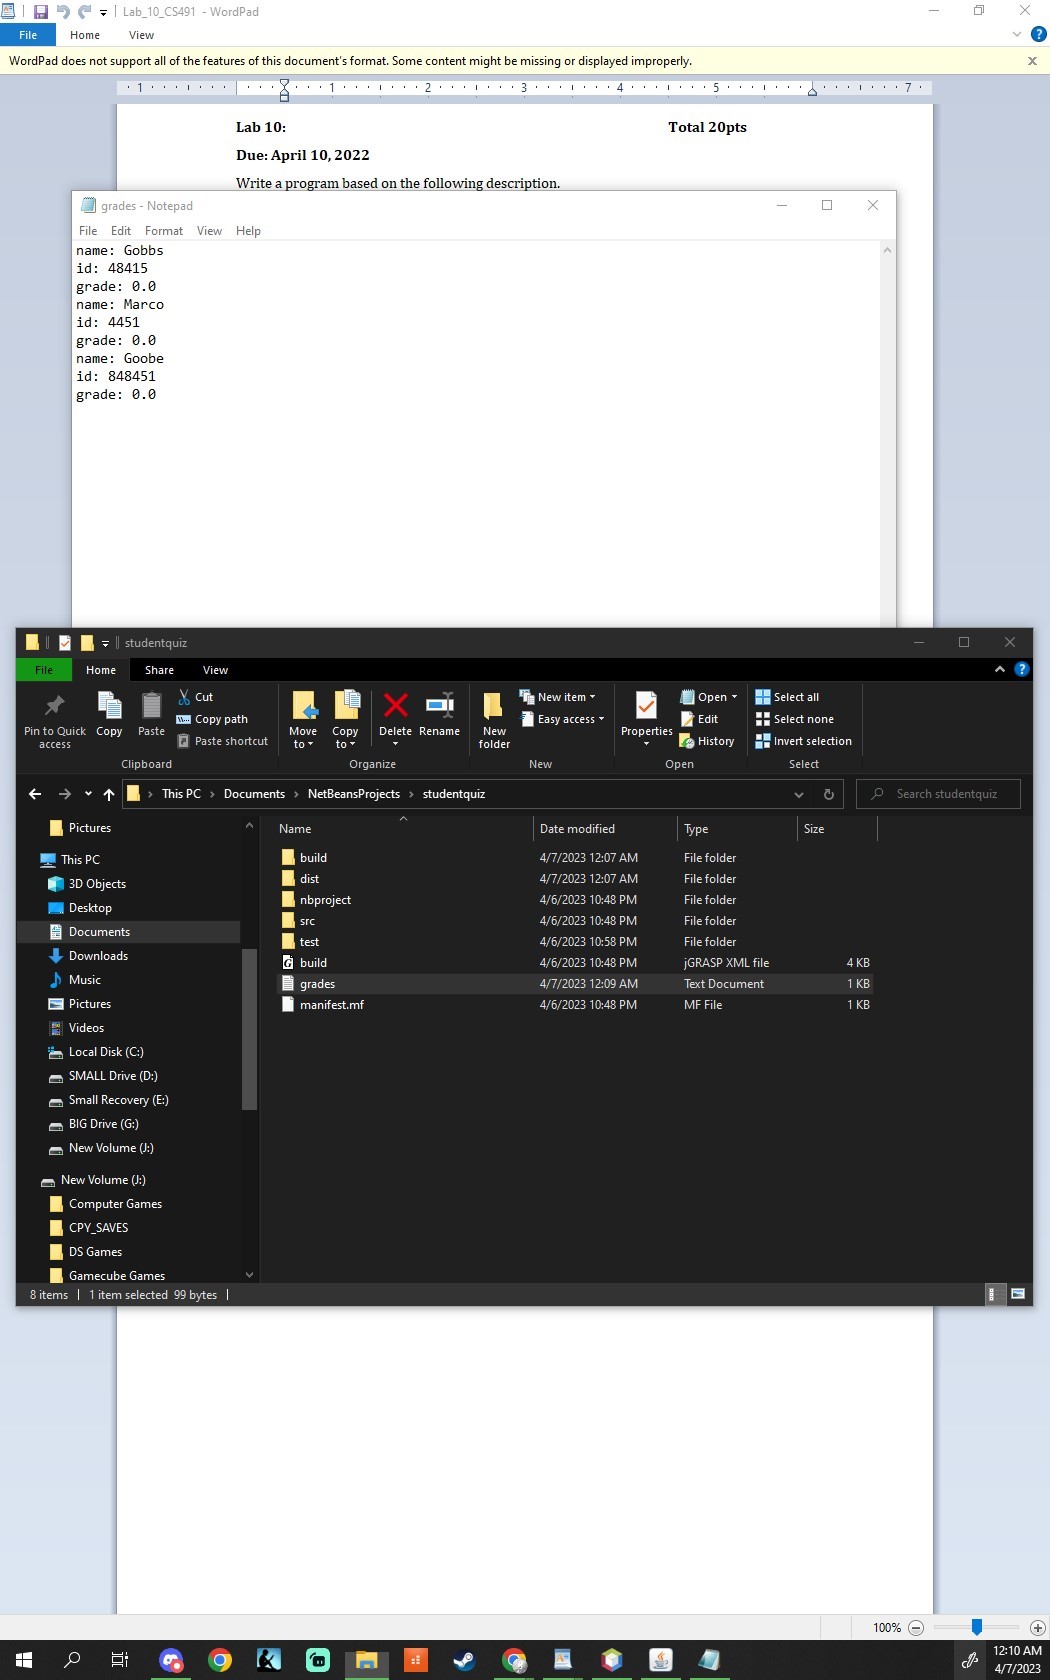 Lab_10_CS491 - WordPad
File Home View
WordPad does not support all of the features of this document's format. Some content might be missing or displayed improperly.
1 1 2 3 4 5 7
Lab 10: Total 20pts
Due: April 10, 2022
Write a program based on the following description.
grades - Notepad
File Edit Format View Help
name: Gobbs
id: 48415
grade: 0.0
name: Marco
id: 4451
grade: 0.0
name: Goobe
id: 848451
grade: 0.0
studentquiz
File Home Share View
Pin to Quick access
Copy
Paste
Cut
Copy path
Paste shortcut
Clipboard
Move to
Copy to
Delete
Rename
Organize
New folder
New item
Easy access
New
Properties
Open
Edit
History
Open
Select all
Select none
Invert selection
Select
This PC > Documents > NetBeansProjects > studentquiz
Search studentquiz
Pictures
This PC
3D Objects
Desktop
Documents
Downloads
Music
Pictures
Videos
Local Disk (C:)
SMALL Drive (D:)
Small Recovery (E:)
BIG Drive (G:)
New Volume (J:)
New Volume (J:)
Computer Games
CPY_SAVES
DS Games
Gamecube Games
Name Date modified Type Size
build 4/7/2023 12:07 AM File folder
dist 4/7/2023 12:07 AM File folder
nbproject 4/6/2023 10:48 PM File folder
src 4/6/2023 10:48 PM File folder
test 4/6/2023 10:58 PM File folder
build 4/6/2023 10:48 PM jGRASP XML file 4 KB
grades 4/7/2023 12:09 AM Text Document 1 KB
manifest.mf 4/6/2023 10:48 PM MF File 1 KB
8 items 1 item selected 99 bytes
100%
12:10 AM
4/7/2023